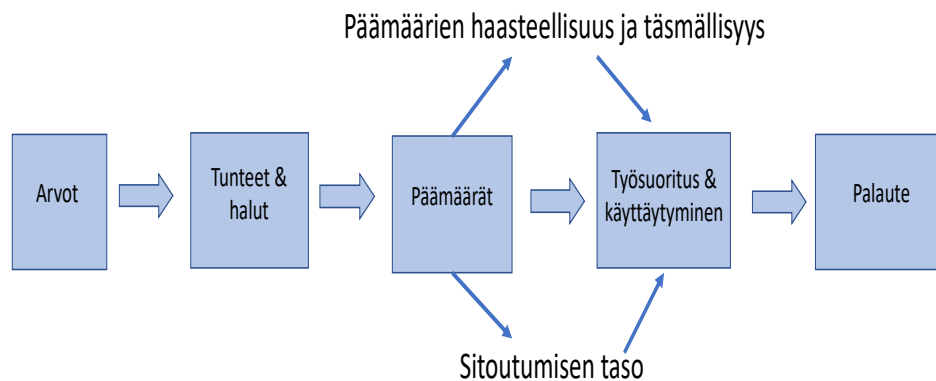 Päämäärien haasteellisuus ja täsmällisyys
Arvot
Tunteet &
halut
Päämäärät
Työsuoritus &
käyttäytyminen
Palaute
Sitoutumisen taso